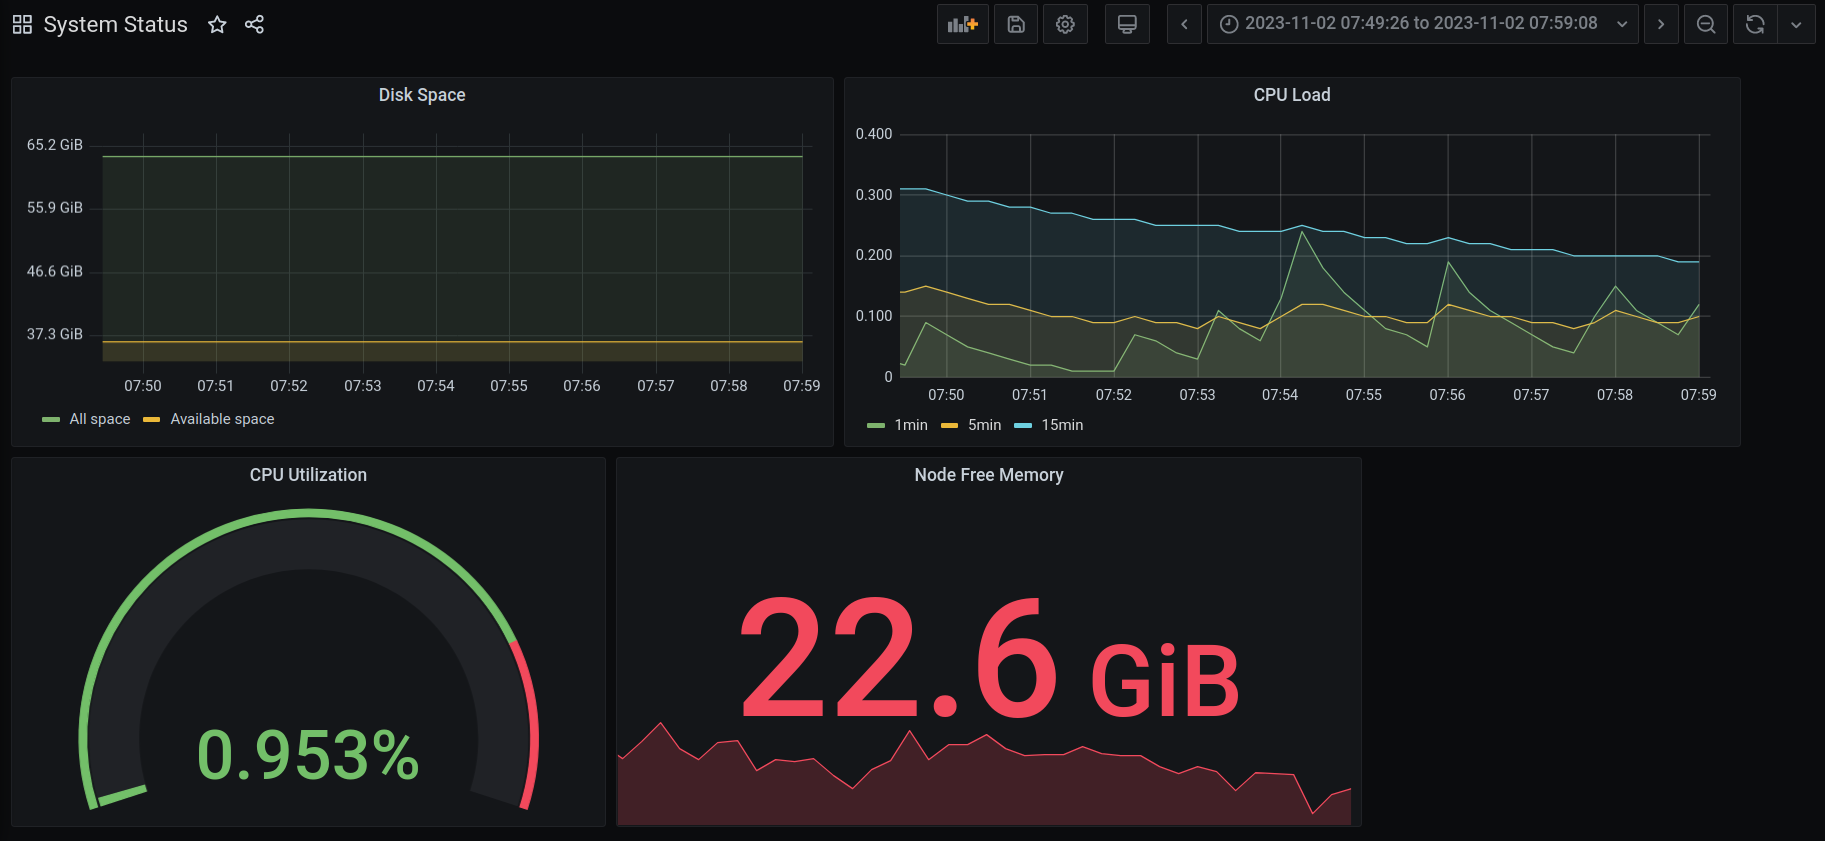 System Status
2023-11-02 07:49:26 to 2023-11-02 07:59:08
Disk Space
65.2 GiB
55.9 GiB
46.6 GiB
37.3 GiB
07:50 07:51 07:52 07:53 07:54 07:55 07:56 07:57 07:58 07:59
All space Available space
CPU Load
0.400
0.300
0.200
0.100
0
07:50 07:51 07:52 07:53 07:54 07:55 07:56 07:57 07:58 07:59
1min 5min 15min
CPU Utilization
0.953%
Node Free Memory
22.6 GiB